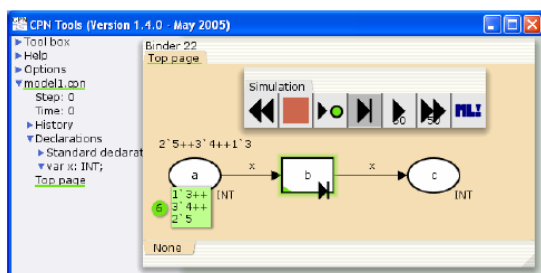 CPN Tools (Version 1.4.0 - May 2005)
Tool box
Help
Options
model1.cpn
Step: 0
Time: 0
History
Declarations
Standard declarat
var x: INT;
Top page
Binder 22
Top page
Simulation
50
50
ML!
2`5++3`4++1`3
a
x
b
x
c
INT
INT
6
1`3++
3`4++
2`5
None